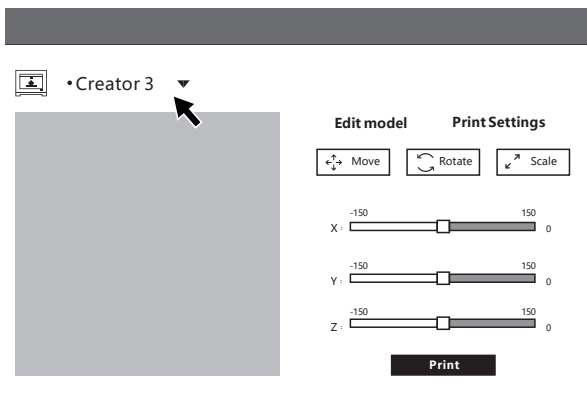 •Creator 3
Edit model Print Settings
Move Rotate Scale
-150 150
X: 0
-150 150
Y: 0
-150 150
Z: 0
Print